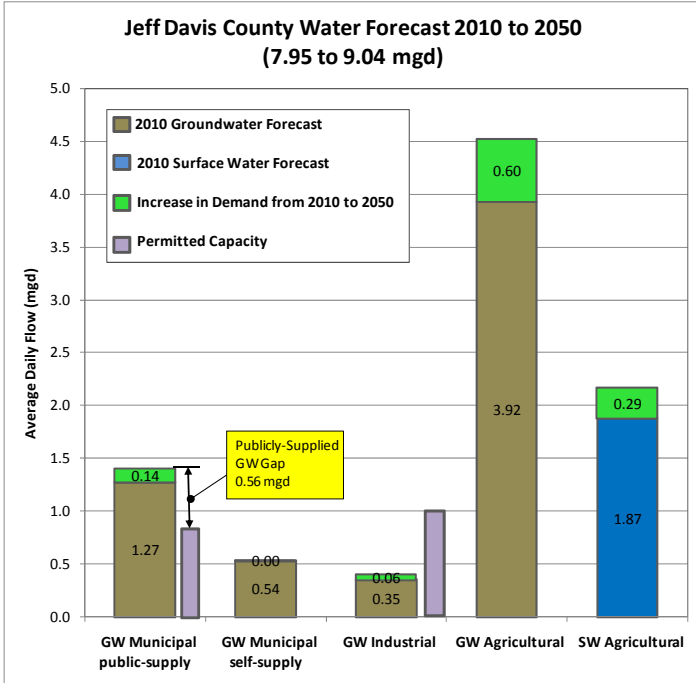 Jeff Davis County Water Forecast 2010 to 2050
(7.95 to 9.04 mgd)
5.0
4.5
4.0
3.5
3.0
2.5
2.0
1.5
1.0
0.5
0.0
Average Daily Flow (mgd)
2010 Groundwater Forecast
2010 Surface Water Forecast
Increase in Demand from 2010 to 2050
Permitted Capacity
Publicly-Supplied
GW Gap
0.56 mgd
0.14
1.27
0.00
0.54
0.06
0.35
0.60
3.92
0.29
1.87
GW Municipal
public-supply
GW Municipal
self-supply
GW Industrial
GW Agricultural
SW Agricultural